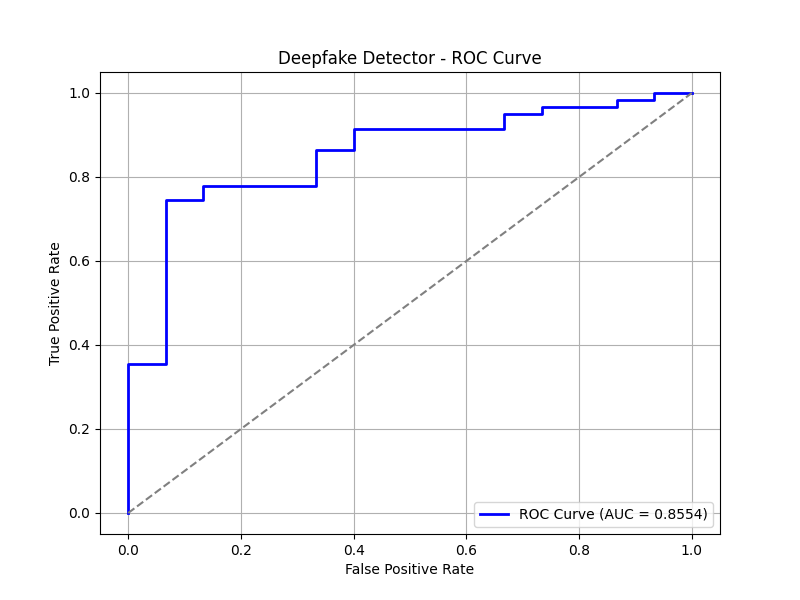 Deepfake Detector - ROC Curve
True Positive Rate
1.0
0.8
0.6
0.4
0.2
0.0
ROC Curve (AUC = 0.8554)
0.0 0.2 0.4 0.6 0.8 1.0
False Positive Rate